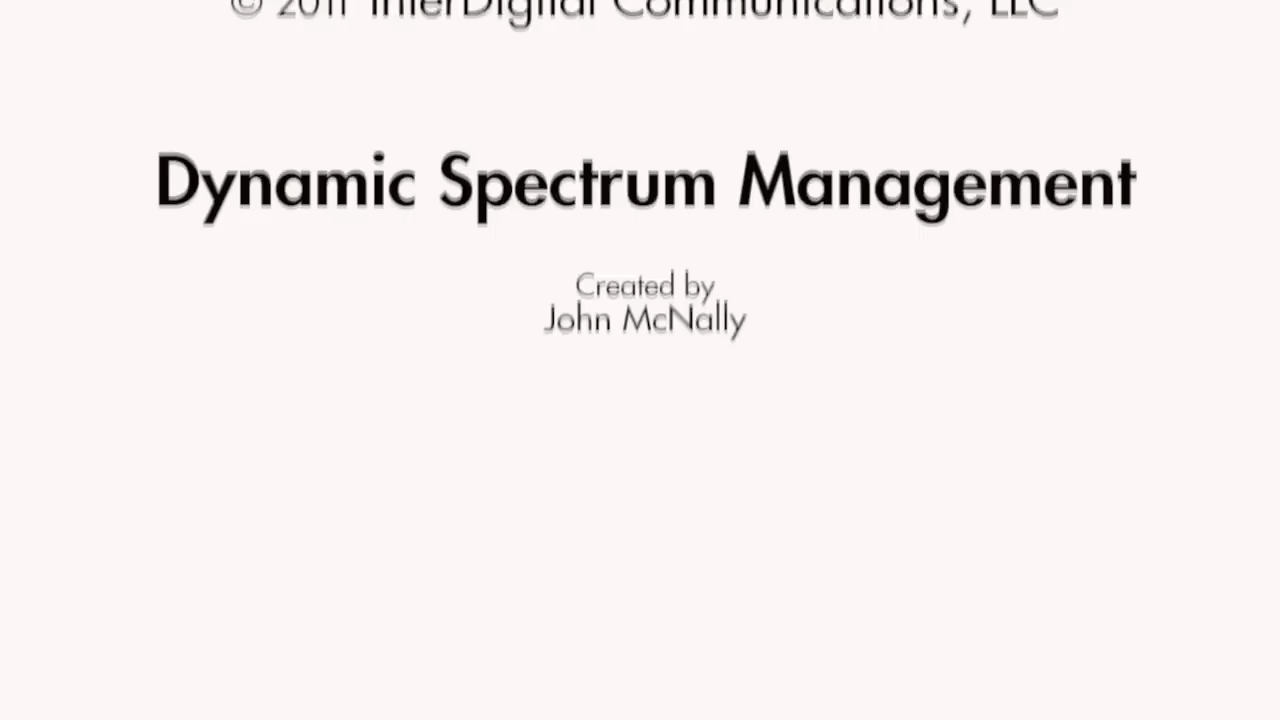 © 2011 InterDigital Communications, LLC
Dynamic Spectrum Management
Created by
John McNally